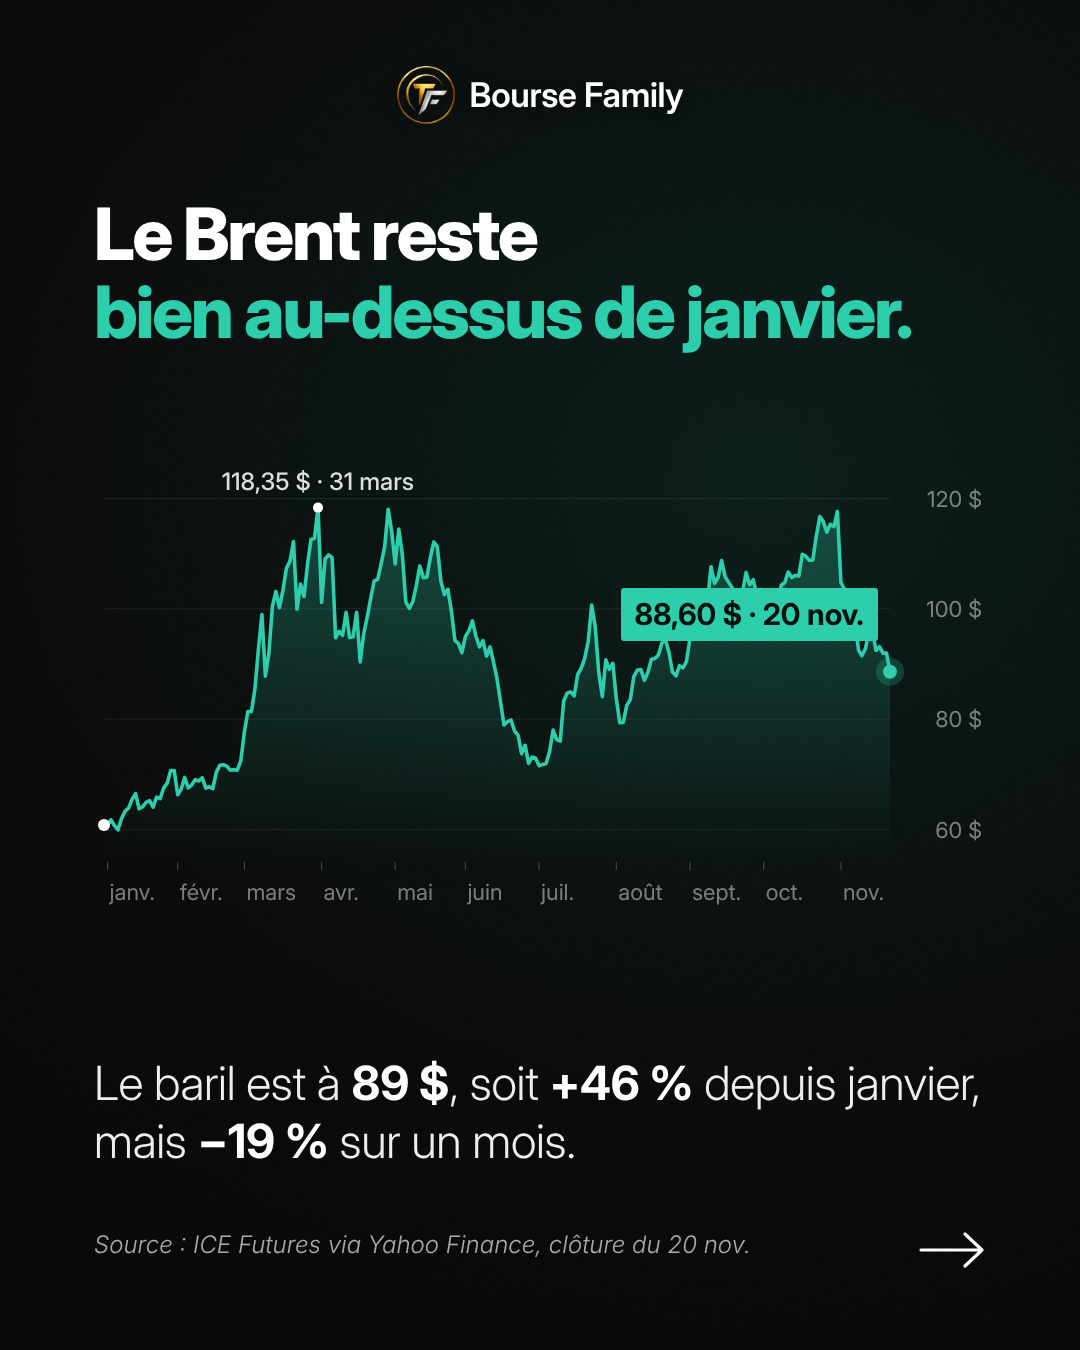 TF
Bourse Family
Le Brent reste
bien au-dessus de janvier.
118,35 $ · 31 mars
120 $
88,60 $ · 20 nov.
100 $
80 $
60 $
janv. févr. mars avr. mai juin juil. août sept. oct. nov.
Le baril est à 89 $, soit +46 % depuis janvier,
mais −19 % sur un mois.
Source : ICE Futures via Yahoo Finance, clôture du 20 nov.